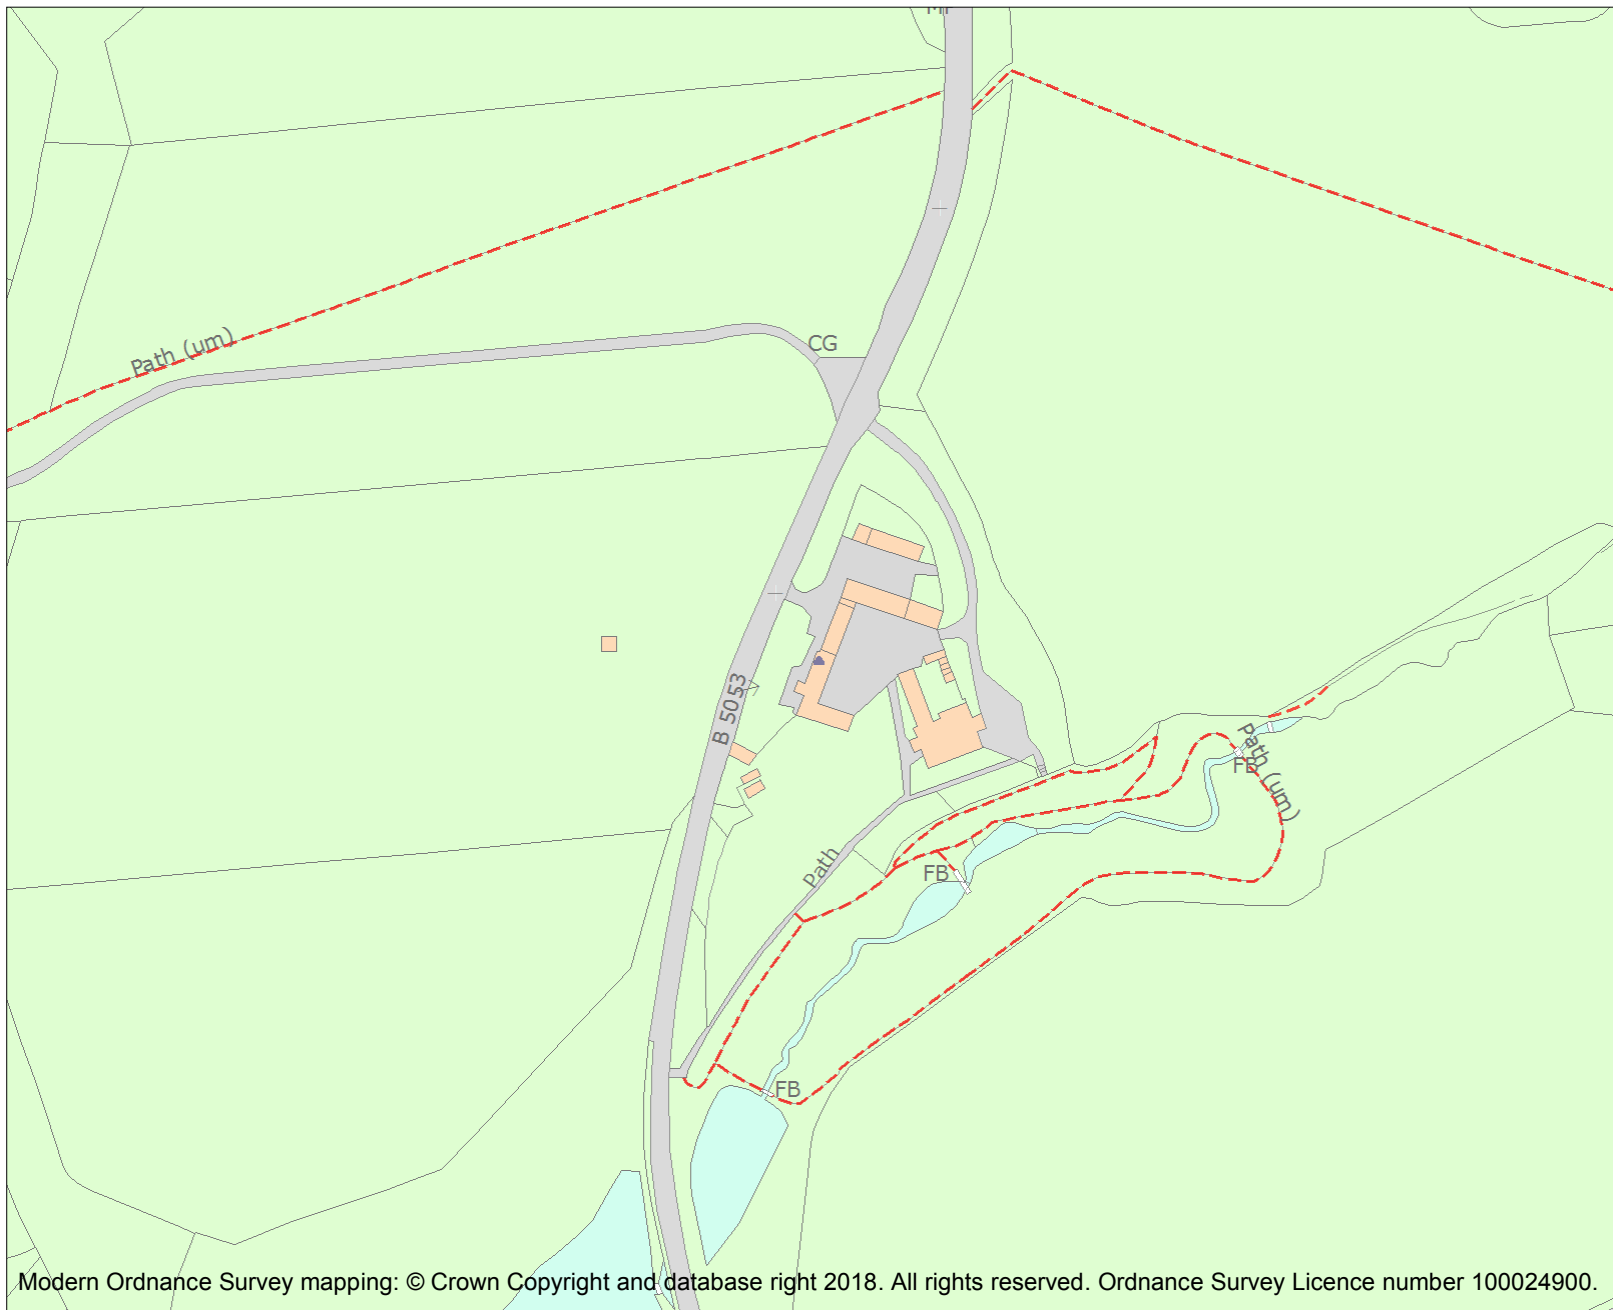 CG
Path (um)
B 5053
Path (um)
FB
Path
FB
FB
Modern Ordnance Survey mapping: © Crown Copyright and database right 2018. All rights reserved. Ordnance Survey Licence number 100024900.